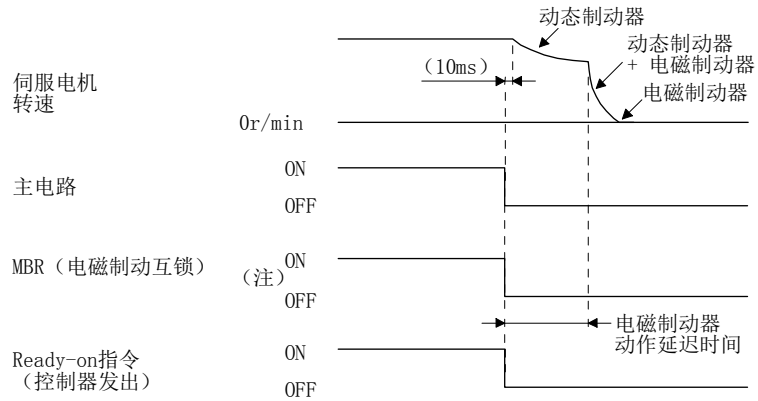 动态制动器
动态制动器
+ 电磁制动器
（10ms）
电磁制动器
伺服电机
转速
0r/min
ON
主电路
OFF
ON
MBR（电磁制动互锁）
（注）
OFF
电磁制动器
动作延迟时间
ON
Ready-on指令
（控制器发出）
OFF